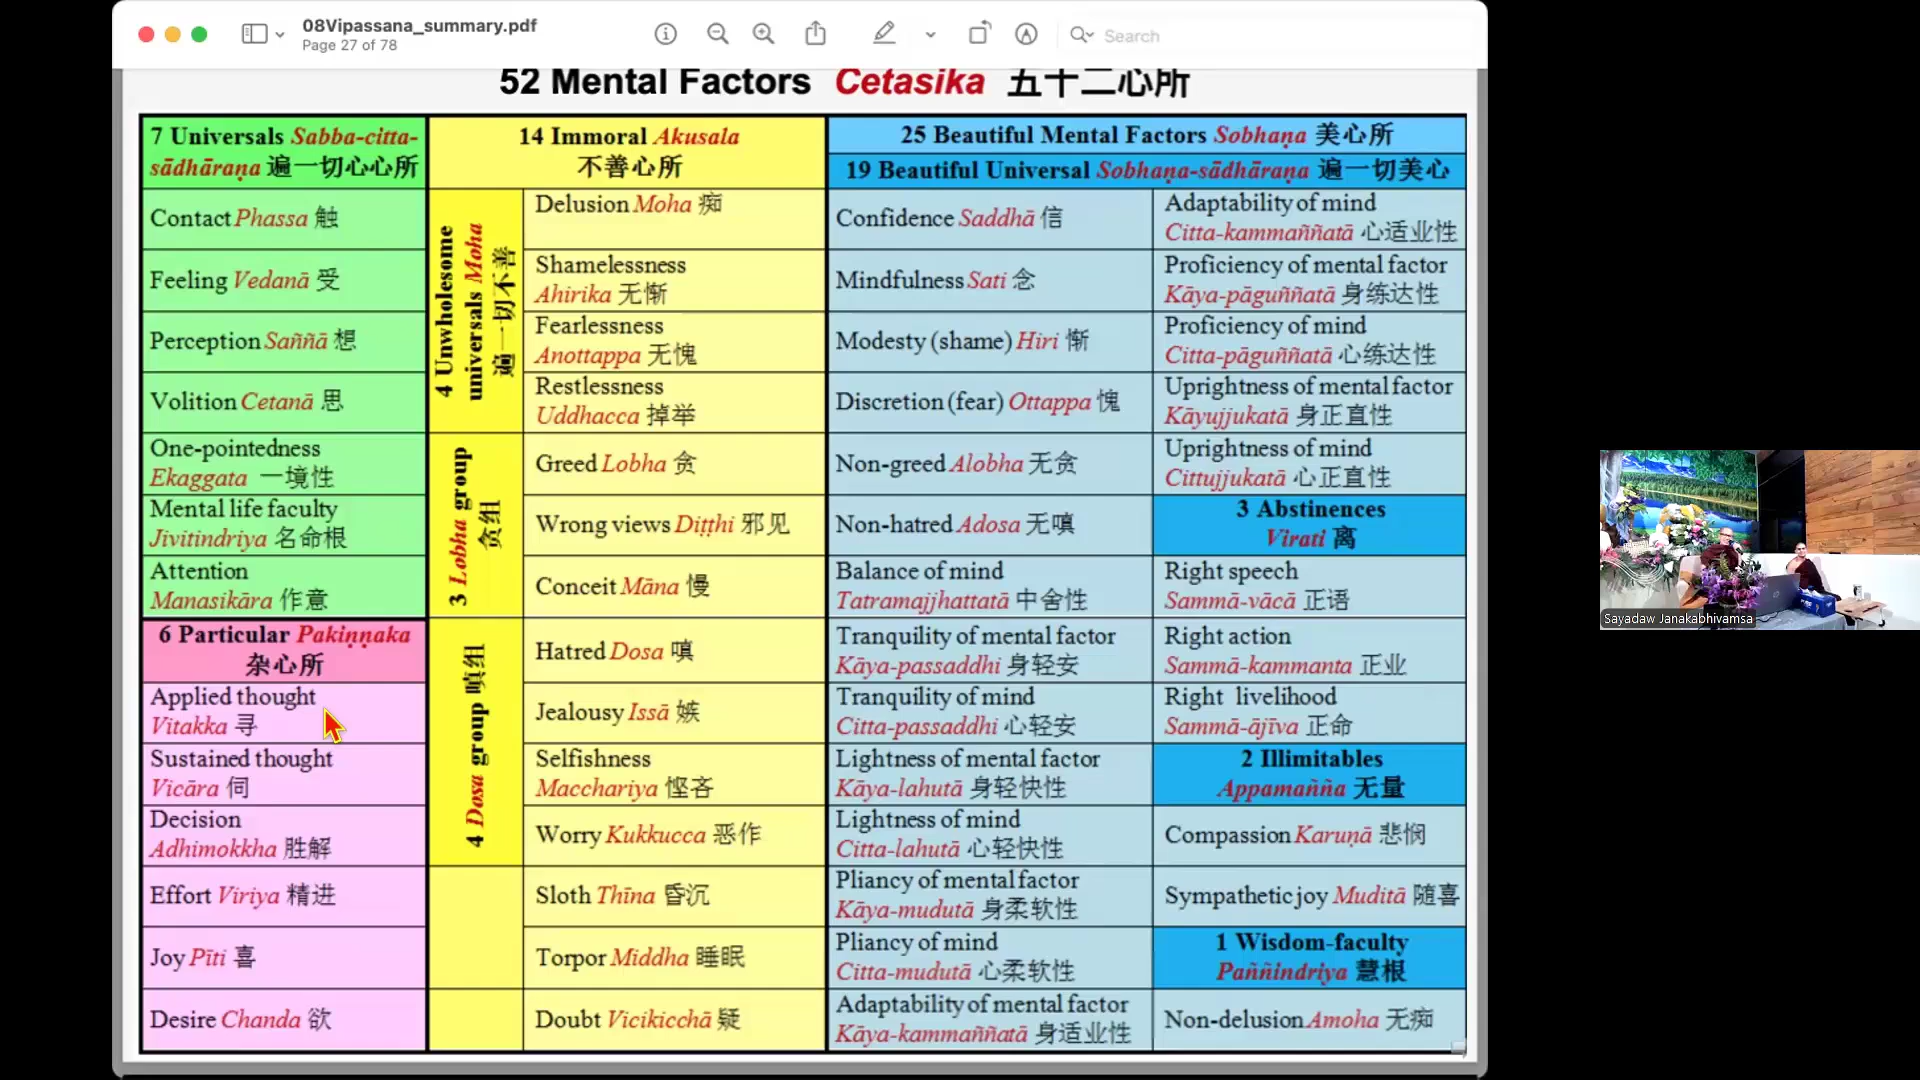 08Vipassana_summary.pdf
Page 27 of 78
Search
52 Mental Factors Cetasika 五十二心所
7 Universals Sabba-citta-
sādhāraṇa 遍一切心心所
Contact Phassa 触
Feeling Vedanā 受
Perception Saññā 想
Volition Cetanā 思
One-pointedness
Ekaggata 一境性
Mental life faculty
Jivitindriya 名命根
Attention
Manasikāra 作意
6 Particular Pakiṇṇaka
杂心所
Applied thought
Vitakka 寻
Sustained thought
Vicāra 伺
Decision
Adhimokkha 胜解
Effort Viriya 精进
Joy Pīti 喜
Desire Chanda 欲
14 Immoral Akusala
不善心所
4 Unwholesome
universals Moha
遍一切不善
Delusion Moha 痴
Shamelessness
Ahirika 无惭
Fearlessness
Anottappa 无愧
Restlessness
Uddhacca 掉举
3 Lobha group
贪组
Greed Lobha 贪
Wrong views Diṭṭhi 邪见
Conceit Māna 慢
4 Dosa group 嗔组
Hatred Dosa 嗔
Jealousy Issā 嫉
Selfishness
Macchariya 悭吝
Worry Kukkucca 恶作
Sloth Thīna 昏沉
Torpor Middha 睡眠
Doubt Vicikicchā 疑
25 Beautiful Mental Factors Sobhaṇa 美心所
19 Beautiful Universal Sobhaṇa-sādhāraṇa 遍一切美心
Confidence Saddhā 信
Mindfulness Sati 念
Modesty (shame) Hiri 惭
Discretion (fear) Ottappa 愧
Non-greed Alobha 无贪
Non-hatred Adosa 无嗔
Balance of mind
Tatramajjhattatā 中舍性
Tranquility of mental factor
Kāya-passaddhi 身轻安
Tranquility of mind
Citta-passaddhi 心轻安
Lightness of mental factor
Kāya-lahutā 身轻快性
Lightness of mind
Citta-lahutā 心轻快性
Pliancy of mental factor
Kāya-mudutā 身柔软性
Pliancy of mind
Citta-mudutā 心柔软性
Adaptability of mental factor
Kāya-kammaññatā 身适业性
Adaptability of mind
Citta-kammaññatā 心适业性
Proficiency of mental factor
Kāya-pāguññatā 身练达性
Proficiency of mind
Citta-pāguññatā 心练达性
Uprightness of mental factor
Kāyujjukatā 身正直性
Uprightness of mind
Cittujjukatā 心正直性
3 Abstinences
Virati 离
Right speech
Sammā-vācā 正语
Right action
Sammā-kammanta 正业
Right livelihood
Sammā-ājīva 正命
2 Illimitables
Appamañña 无量
Compassion Karuṇā 悲悯
Sympathetic joy Muditā 随喜
1 Wisdom-faculty
Paññindriya 慧根
Non-delusion Amoha 无痴
Sayadaw Janakabhivamsa